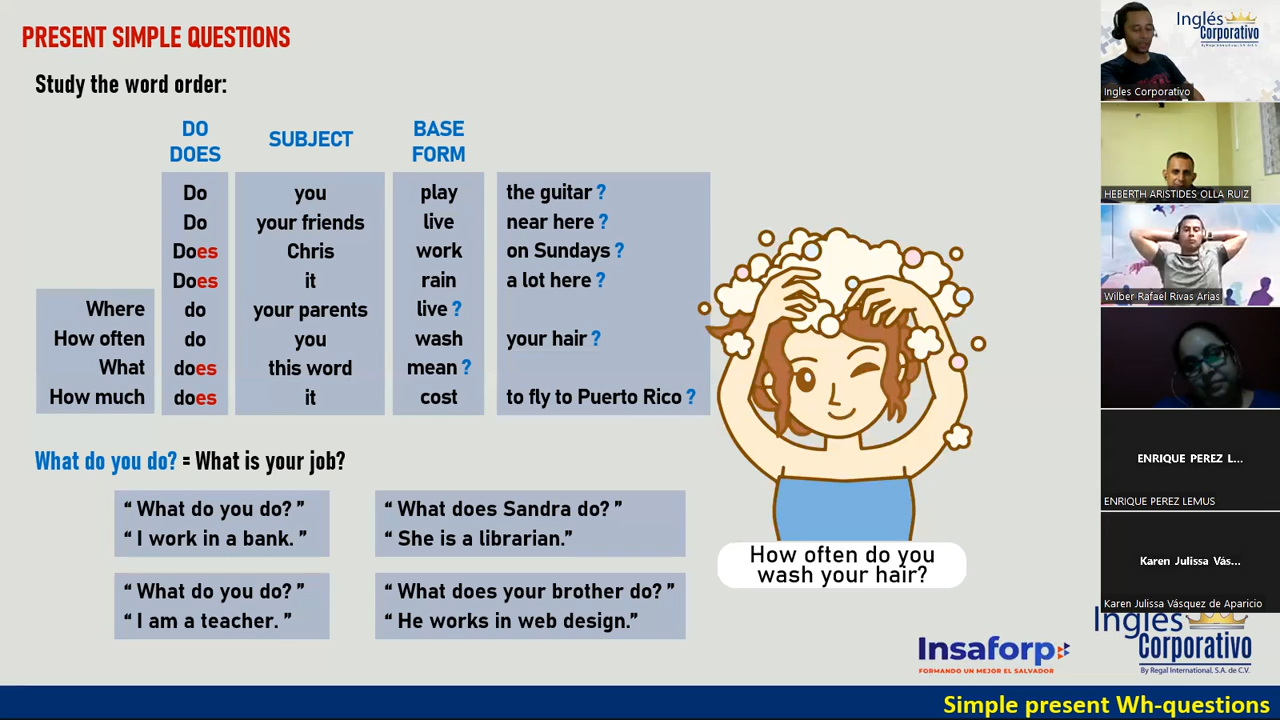 PRESENT SIMPLE QUESTIONS
Study the word order:
DO DOES
SUBJECT
BASE FORM
Do you play the guitar ?
Do your friends live near here ?
Does Chris work on Sundays ?
Does it rain a lot here ?
Where do your parents live ?
How often do you wash your hair ?
What does this word mean ?
How much does it cost to fly to Puerto Rico ?
What do you do? = What is your job?
“ What do you do? ”
“ I work in a bank. ”
“ What does Sandra do? ”
“ She is a librarian.”
“ What do you do? ”
“ I am a teacher. ”
“ What does your brother do? ”
“ He works in web design.”
How often do you
wash your hair?
Insaforp
FORMANDO UN MEJOR EL SALVADOR
Inglés
Corporativo
By Regal International, S.A. de C.V.
Simple present Wh-questions
Inglés
Corporativo
By Regal International, S.A. de C.V.
Ingles Corporativo
HEBERTH ARISTIDES OLLA RUIZ
Wilber Rafael Rivas Arias
ENRIQUE PEREZ L...
ENRIQUE PEREZ LEMUS
Karen Julissa Vás...
Karen Julissa Vásquez de Aparicio